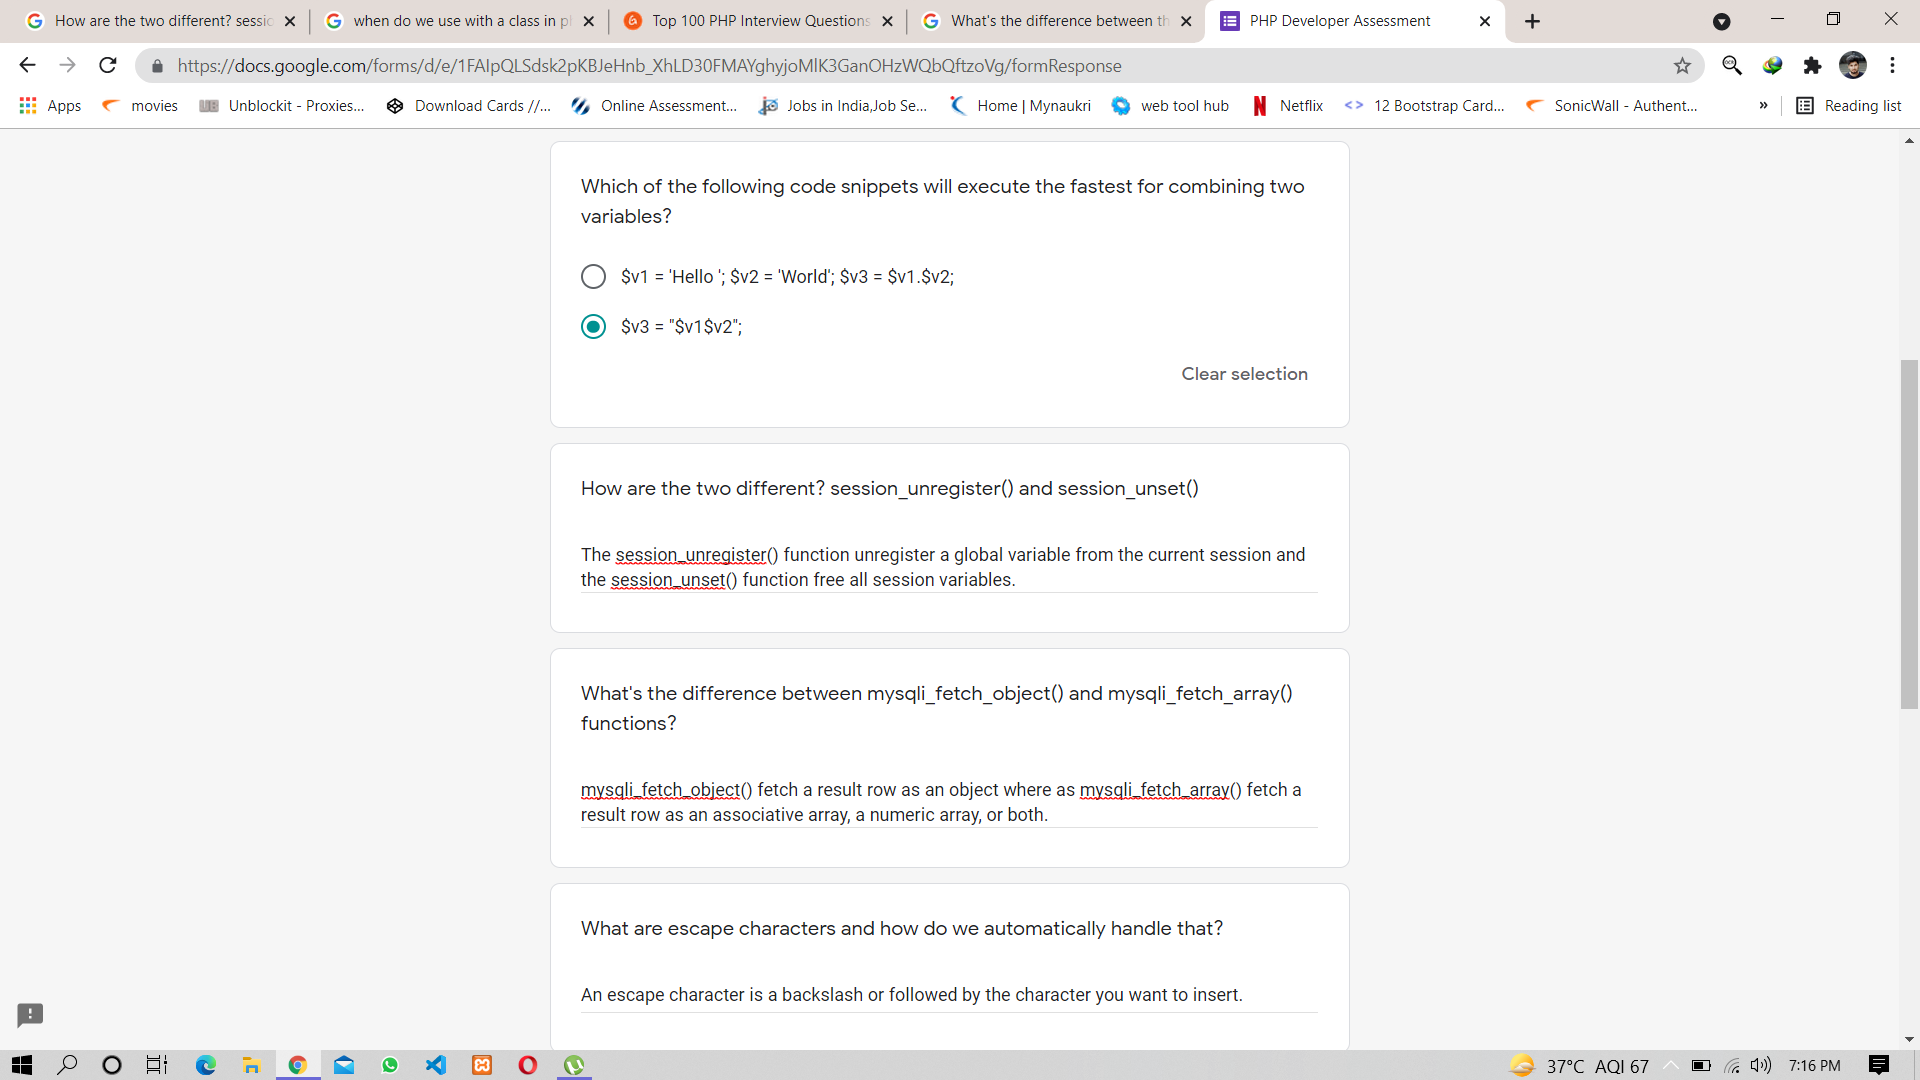 How are the two different? sessic
when do we use with a class in p
Top 100 PHP Interview Questions
What's the difference between th
PHP Developer Assessment
https://docs.google.com/forms/d/e/1FAIpQLSdsk2pKBJeHnb_XhLD30FMAYghyjoMlK3GanOHzWQbQftzoVg/formResponse
Apps
movies
UB
Unblockit - Proxies...
Download Cards //...
Online Assessment...
Jobs in India,Job Se...
Home | Mynaukri
web tool hub
Netflix
12 Bootstrap Card...
SonicWall - Authent...
»
Reading list
Which of the following code snippets will execute the fastest for combining two
variables?
$v1 = 'Hello '; $v2 = 'World'; $v3 = $v1.$v2;
$v3 = "$v1$v2";
Clear selection
How are the two different? session_unregister() and session_unset()
The session_unregister() function unregister a global variable from the current session and
the session_unset() function free all session variables.
What's the difference between mysqli_fetch_object() and mysqli_fetch_array()
functions?
mysqli_fetch_object() fetch a result row as an object where as mysqli_fetch_array() fetch a
result row as an associative array, a numeric array, or both.
What are escape characters and how do we automatically handle that?
An escape character is a backslash or followed by the character you want to insert.
37°C AQI 67
7:16 PM